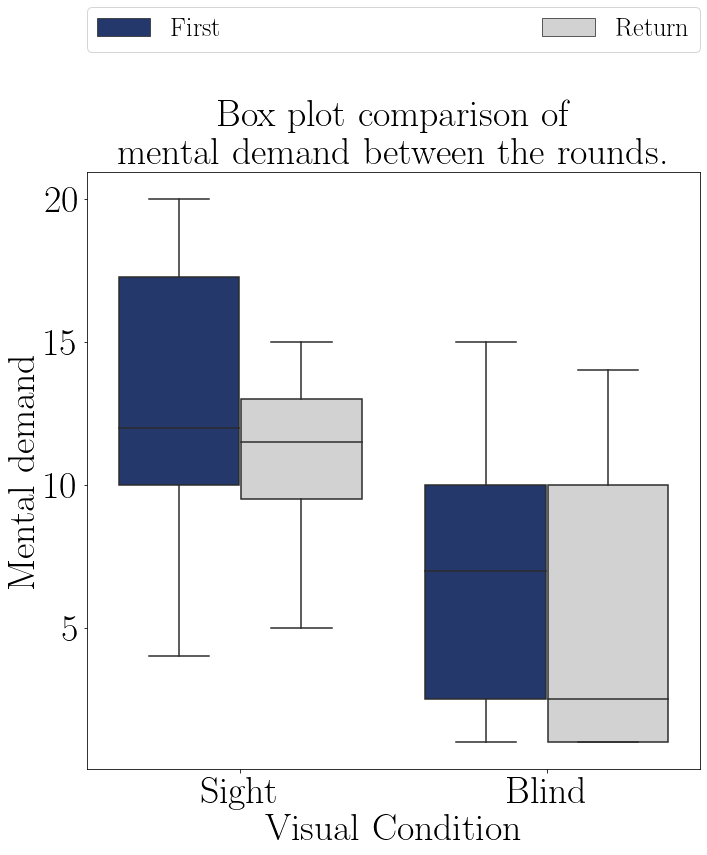 First
Return
Box plot comparison of
mental demand between the rounds.
20
15
10
5
Mental demand
Sight
Blind
Visual Condition